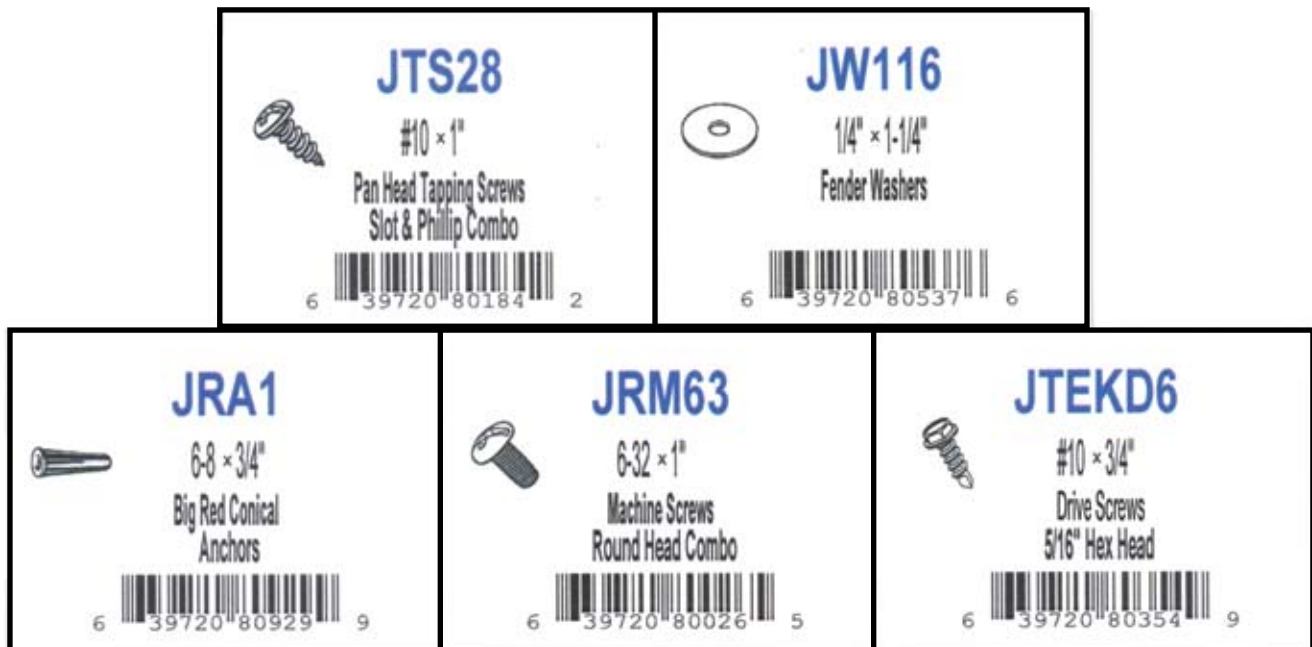 JTS28
#10 × 1"
Pan Head Tapping Screws
Slot & Phillip Combo
6 39720 80184 2
JW116
1/4" × 1-1/4"
Fender Washers
6 39720 80537 6
JRA1
6-8 × 3/4"
Big Red Conical
Anchors
6 39720 80929 9
JRM63
6-32 × 1"
Machine Screws
Round Head Combo
6 39720 80026 5
JTEKD6
#10 × 3/4"
Drive Screws
5/16" Hex Head
6 39720 80354 9